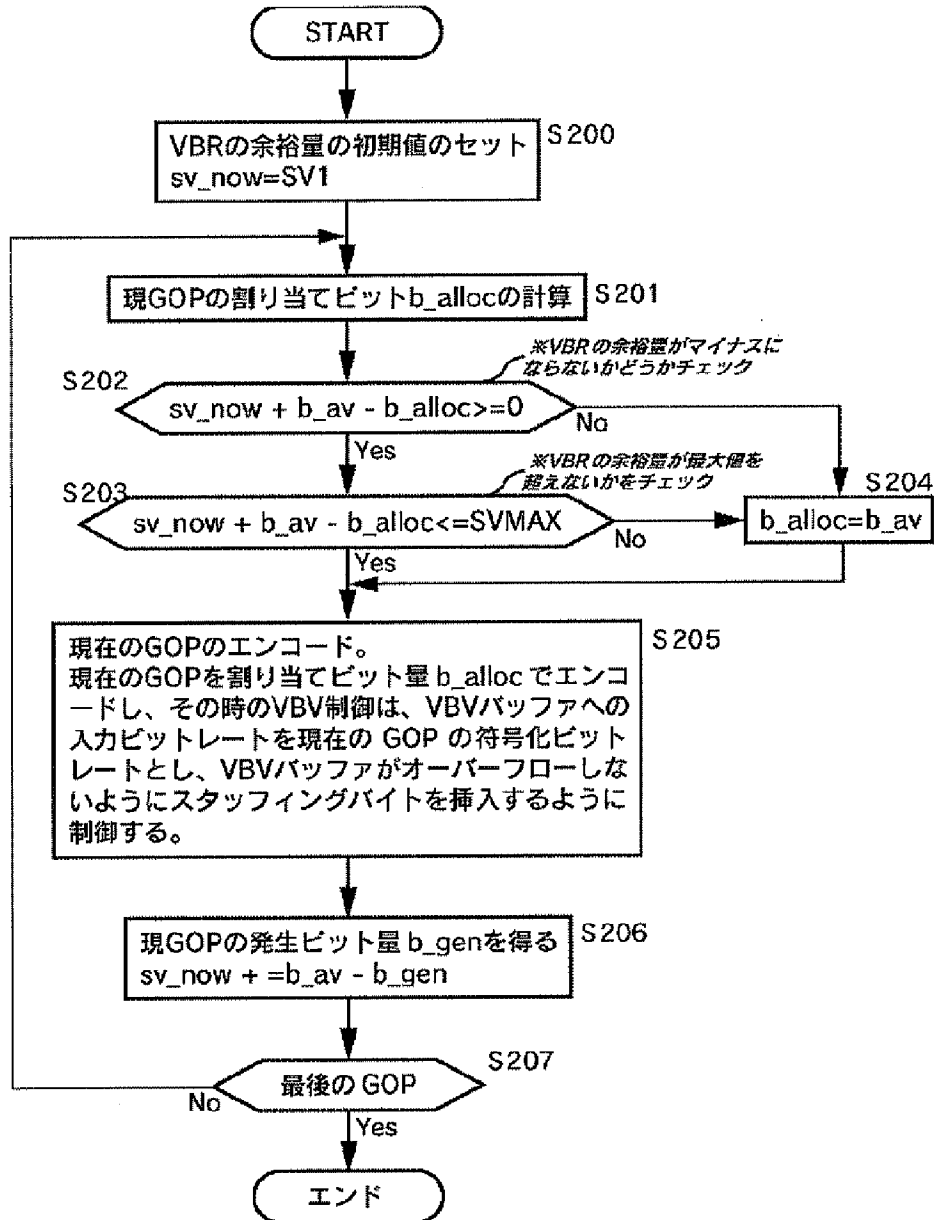 START
VBRの余裕量の初期値のセット
sv_now=SV1
S200
現GOPの割り当てビットb_allocの計算
S201
※VBRの余裕量がマイナスに
ならないかどうかチェック
S202
sv_now + b_av - b_alloc>=0
No
Yes
※VBRの余裕量が最大値を
超えないかをチェック
S203
sv_now + b_av - b_alloc<=SVMAX
No
S204
b_alloc=b_av
Yes
S205
現在のGOPのエンコード。
現在のGOPを割り当てビット量 b_alloc でエンコ
ードし、その時のVBV制御は、VBVバッファへの
入力ビットレートを現在の GOP の符号化ビット
レートとし、VBVバッファがオーバーフローしな
いようにスタッフィングバイトを挿入するように
制御する。
現GOPの発生ビット量 b_genを得る
sv_now + =b_av - b_gen
S206
S207
最後の GOP
No
Yes
エンド